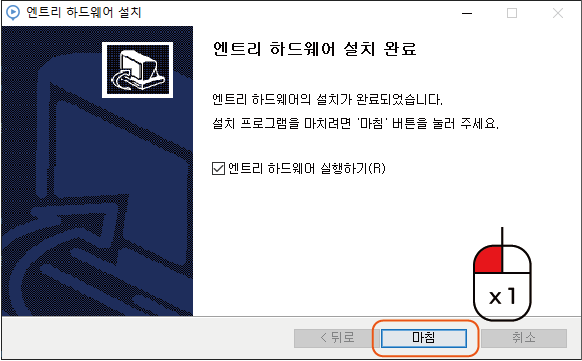 엔트리 하드웨어 설치
엔트리 하드웨어 설치 완료
엔트리 하드웨어의 설치가 완료되었습니다.
설치 프로그램을 마치려면 '마침' 버튼을 눌러 주세요.
엔트리 하드웨어 실행하기(R)
x 1
< 뒤로 마침 취소